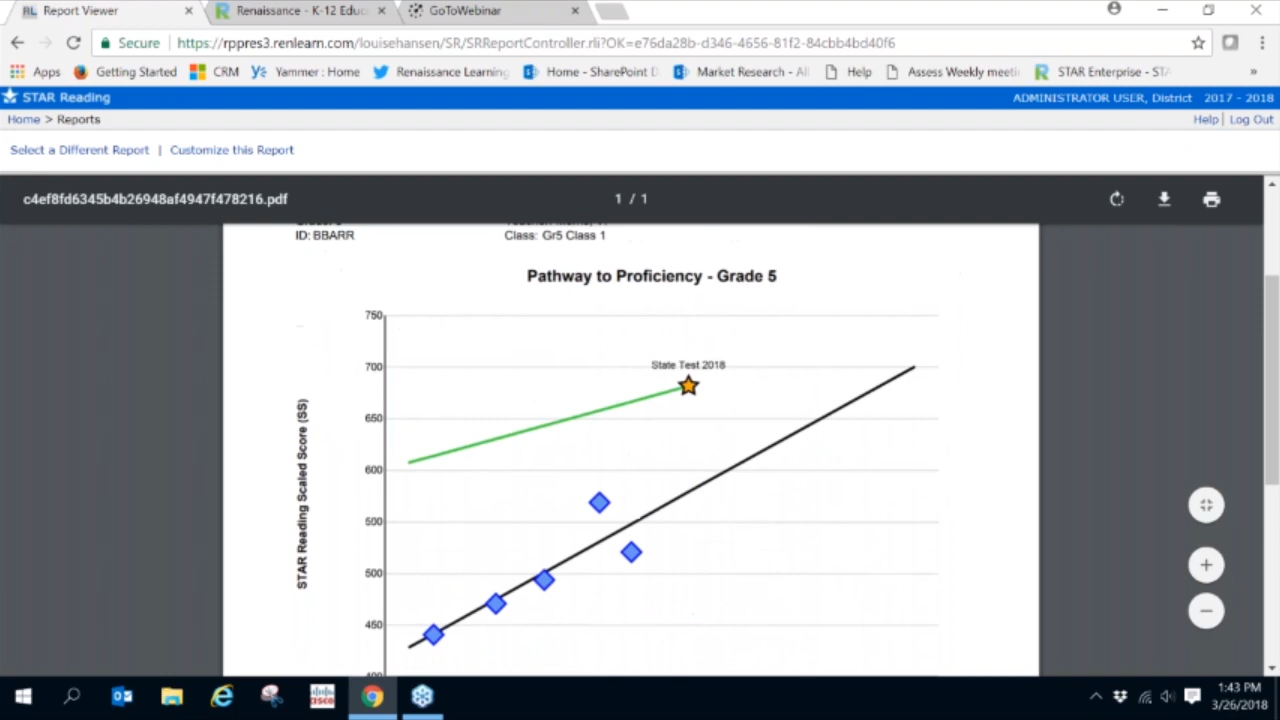 RL Report Viewer
Renaissance - K-12 Educ
GoToWebinar
Secure
https://rppres3.renlearn.com/louisehansen/SR/SRReportController.rli?OK=e76da28b-d346-4656-81f2-84cbb4bd40f6
Apps Getting Started CRM Yammer : Home Renaissance Learning Home - SharePoint Market Research - Help Assess Weekly STAR Enterprise - »
STAR Reading
ADMINISTRATOR USER, District 2017 - 2018
Home > Reports
Help | Log Out
Select a Different Report | Customize this Report
c4ef8fd6345b4b26948af4947f478216.pdf
1 / 1
ID: BBARR
Class: Gr5 Class 1
Pathway to Proficiency - Grade 5
750
State Test 2018
700
650
600
550
500
450
STAR Reading Scaled Score (SS)
1:43 PM
3/26/2018